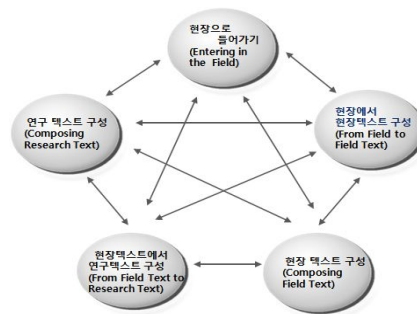 현장으로
들어가기
(Entering in
the Field)
연구 텍스트 구성
(Composing
Research Text)
현장에서
현장텍스트 구성
(From Field to
Field Text)
현장텍스트에서
연구텍스트 구성
(From Field Text to
Research Text)
현장 텍스트 구성
(Composing
Field Text)